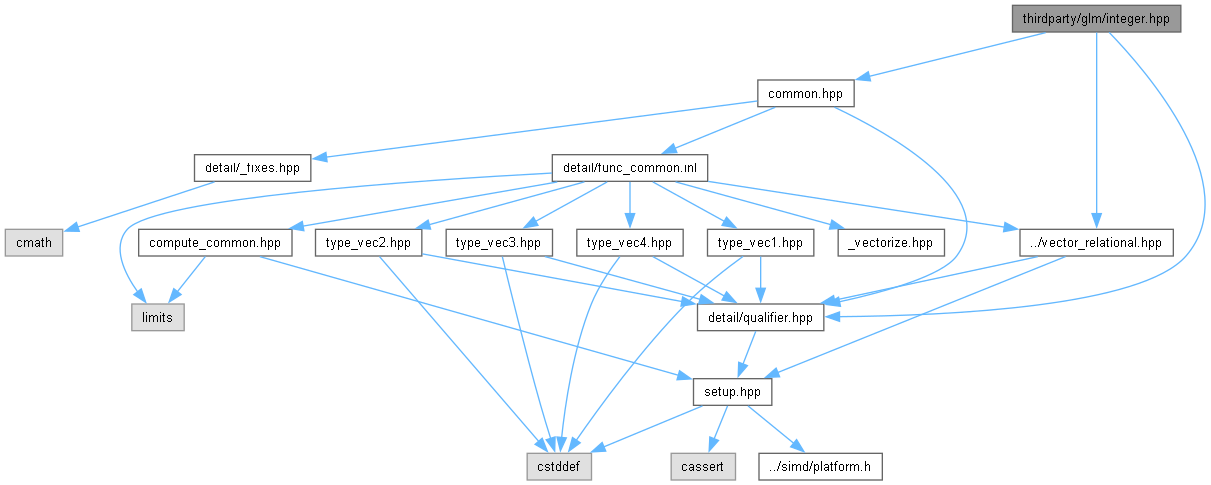 thirdparty/glm/integer.hpp
common.hpp
detail/_fixes.hpp
detail/func_common.inl
cmath
compute_common.hpp
type_vec2.hpp
type_vec3.hpp
type_vec4.hpp
type_vec1.hpp
_vectorize.hpp
../vector_relational.hpp
limits
detail/qualifier.hpp
setup.hpp
cstddef
cassert
../simd/platform.h